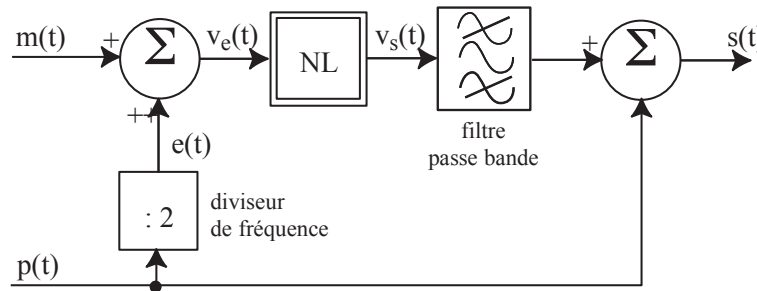 m(t)
+
Σ
v_e(t)
NL
v_s(t)
+
Σ
s(t)
filtre
passe bande
++
e(t)
: 2
diviseur
de fréquence
p(t)